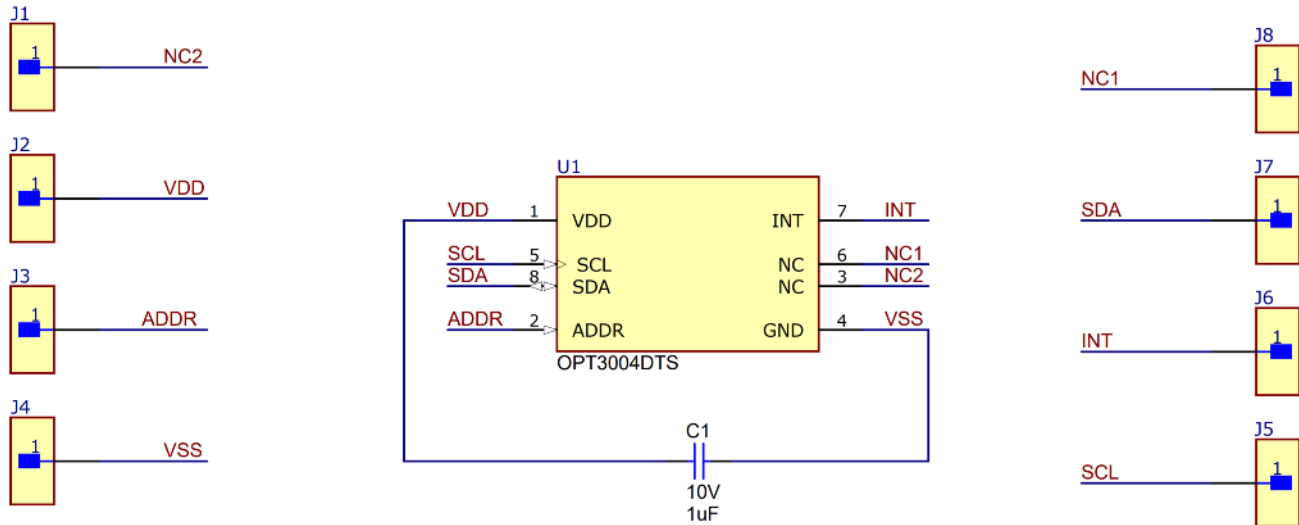 J1
1
NC2
J2
1
VDD
J3
1
ADDR
J4
1
VSS
U1
VDD 1 VDD INT 7 INT
SCL 5 SCL NC 6 NC1
SDA 8 SDA NC 3 NC2
ADDR 2 ADDR GND 4 VSS
OPT3004DTS
C1
10V
1uF
J8
NC1
1
J7
SDA
1
J6
INT
1
J5
SCL
1